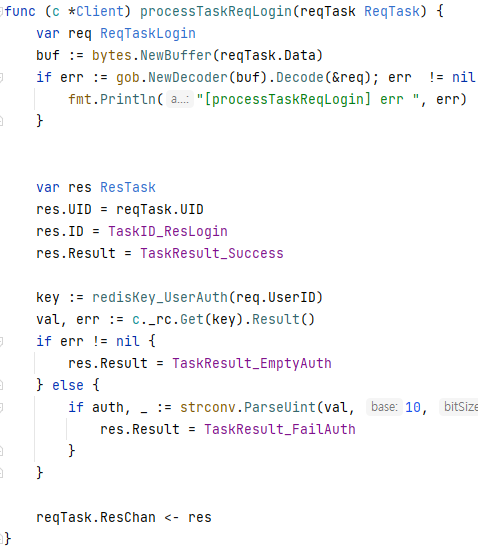 func (c *Client) processTaskReqLogin(reqTask ReqTask) {
    var req ReqTaskLogin
    buf := bytes.NewBuffer(reqTask.Data)
    if err := gob.NewDecoder(buf).Decode(&req); err  != nil
        fmt.Println( a...: "[processTaskReqLogin] err ", err)
    }
    var res ResTask
    res.UID = reqTask.UID
    res.ID = TaskID_ResLogin
    res.Result = TaskResult_Success
    key := redisKey_UserAuth(req.UserID)
    val, err := c._rc.Get(key).Result()
    if err != nil {
        res.Result = TaskResult_EmptyAuth
    } else {
        if auth, _ := strconv.ParseUint(val, base: 10, bitSize
            res.Result = TaskResult_FailAuth
        }
    }
    reqTask.ResChan <- res
}